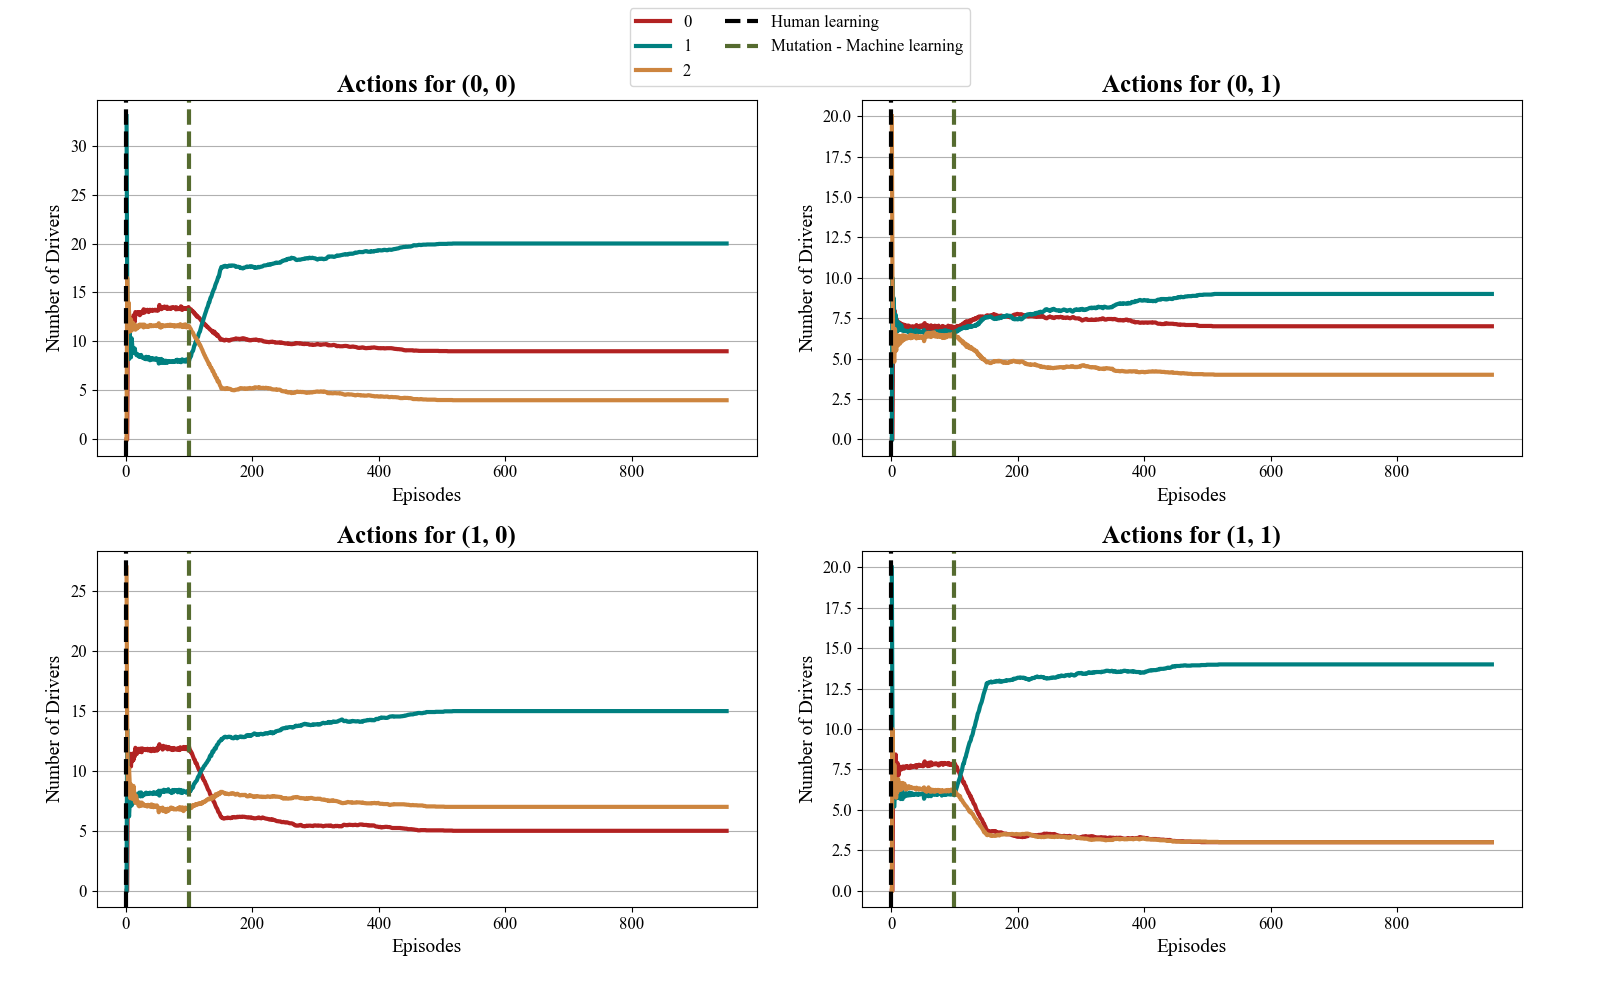 0
1
2
Human learning
Mutation - Machine learning
Actions for (0, 0)
30
25
20
15
10
5
0
Number of Drivers
0 200 400 600 800
Episodes
Actions for (0, 1)
20.0
17.5
15.0
12.5
10.0
7.5
5.0
2.5
0.0
Number of Drivers
0 200 400 600 800
Episodes
Actions for (1, 0)
25
20
15
10
5
0
Number of Drivers
0 200 400 600 800
Episodes
Actions for (1, 1)
20.0
17.5
15.0
12.5
10.0
7.5
5.0
2.5
0.0
Number of Drivers
0 200 400 600 800
Episodes